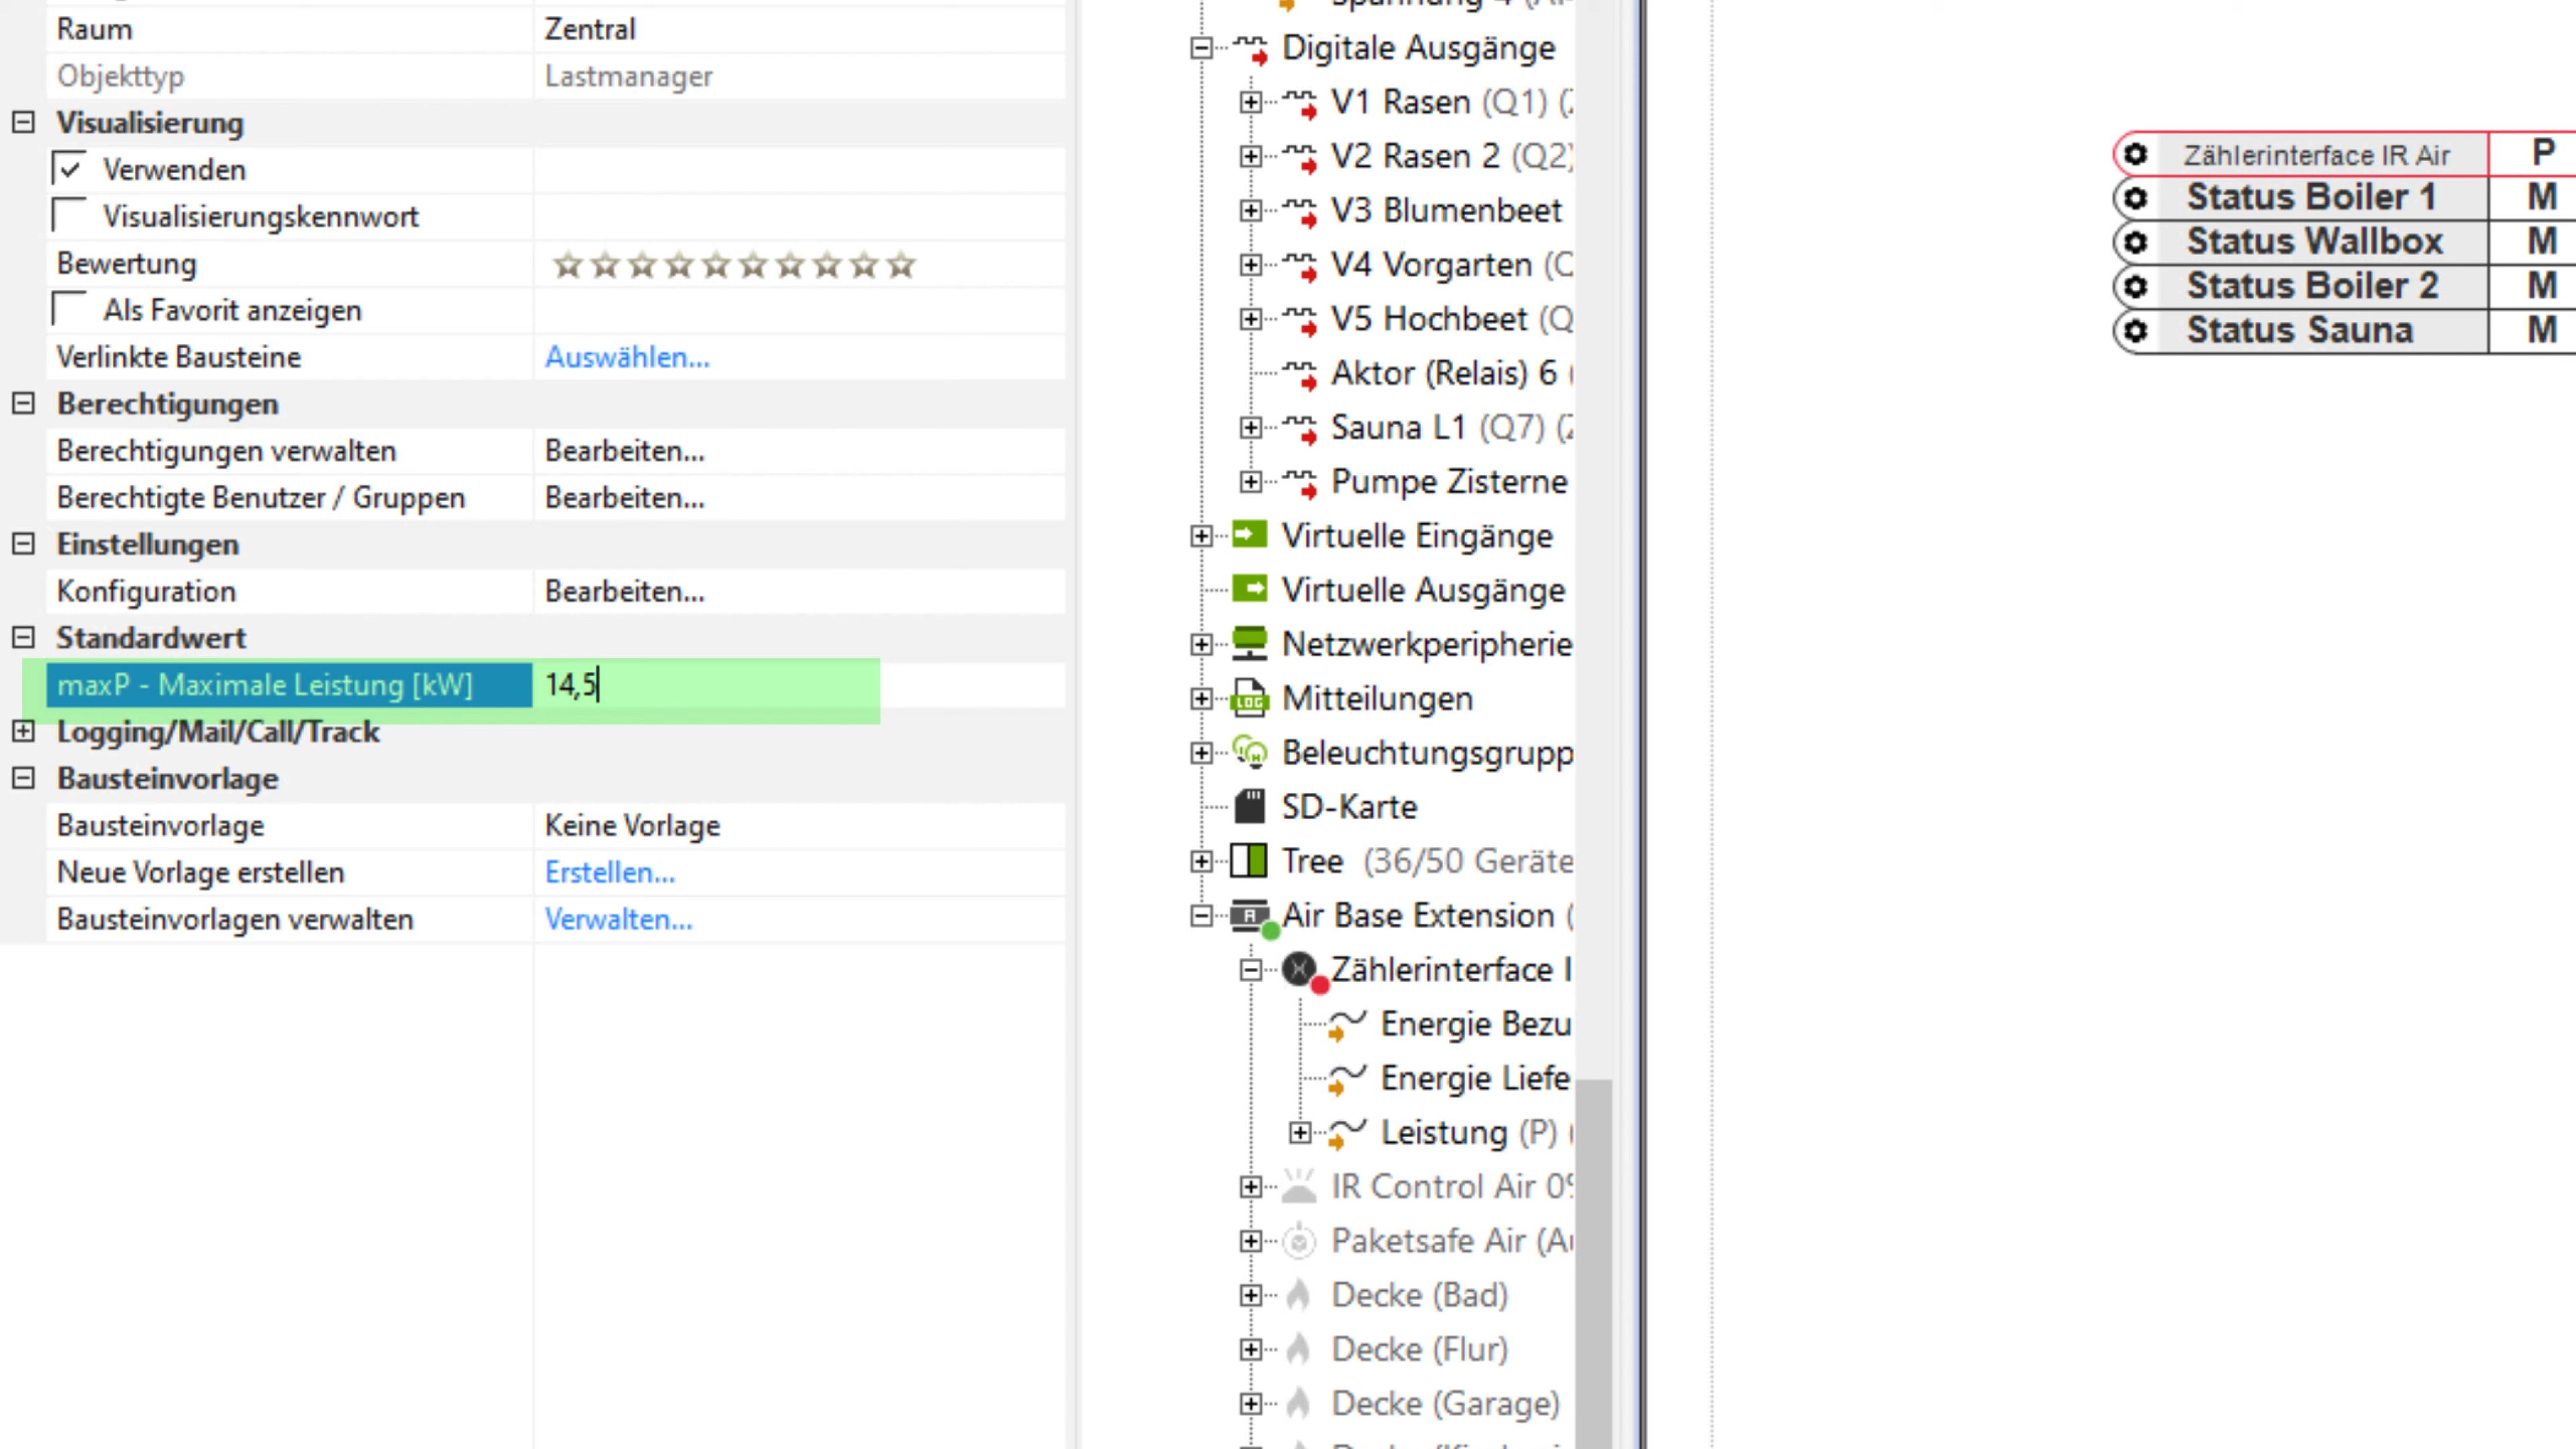 Raum Zentral
Objekttyp Lastmanager
Visualisierung
Verwenden
Visualisierungskennwort
Bewertung
Als Favorit anzeigen
Verlinkte Bausteine Auswählen...
Berechtigungen
Berechtigungen verwalten Bearbeiten...
Berechtigte Benutzer / Gruppen Bearbeiten...
Einstellungen
Konfiguration Bearbeiten...
Standardwert
maxP - Maximale Leistung [kW] 14,5
Logging/Mail/Call/Track
Bausteinvorlage
Bausteinvorlage Keine Vorlage
Neue Vorlage erstellen Erstellen...
Bausteinvorlagen verwalten Verwalten...
Spannung 4
Digitale Ausgänge
V1 Rasen (Q1)
V2 Rasen 2 (Q2)
V3 Blumenbeet
V4 Vorgarten
V5 Hochbeet (Q
Aktor (Relais) 6
Sauna L1 (Q7)
Pumpe Zisterne
Virtuelle Eingänge
Virtuelle Ausgänge
Netzwerkperipherie
LOG
Mitteilungen
Beleuchtungsgrupp
SD-Karte
Tree (36/50 Geräte
Air Base Extension (
Zählerinterface I
Energie Bezu
Energie Liefe
Leistung (P)
IR Control Air
Paketsafe Air
Decke (Bad)
Decke (Flur)
Decke (Garage)
Zählerinterface IR Air P
Status Boiler 1 M
Status Wallbox M
Status Boiler 2 M
Status Sauna M